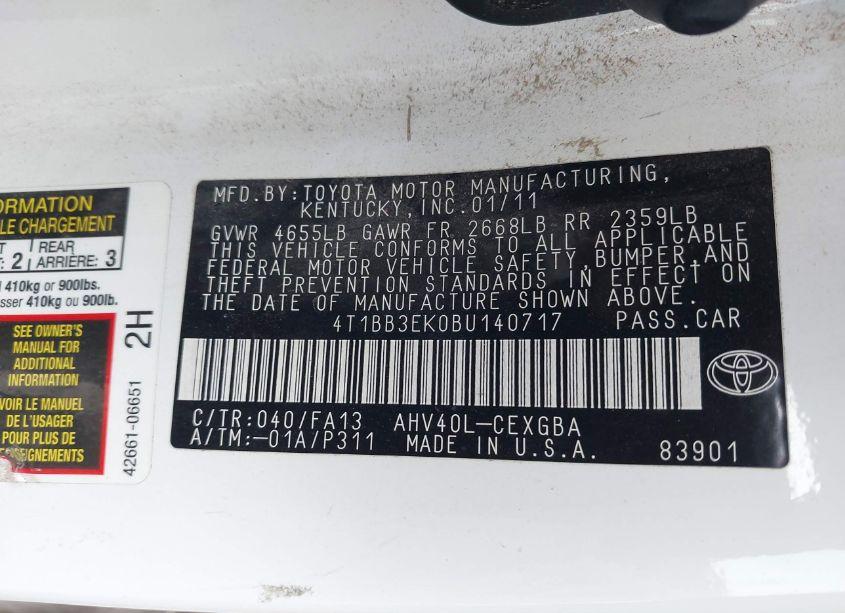 ORMATION
LE CHARGEMENT
2 REAR
ARRIÈRE: 3
410kg or 900lbs.
sser 410kg ou 900lb.
SEE OWNER'S
MANUAL FOR
ADDITIONAL
INFORMATION
VOIR LE MANUEL
DE L'USAGER
POUR PLUS DE
SEIGNEMENTS
42661-06651
2H
MFD.BY:TOYOTA MOTOR MANUFACTURING,
KENTUCKY,INC.01/11
GVWR 4655LB GAWR FR 2668LB RR 2359LB
THIS VEHICLE CONFORMS TO ALL APPLICABLE
FEDERAL MOTOR VEHICLE SAFETY,BUMPER,AND
THEFT PREVENTION STANDARDS IN EFFECT ON
THE DATE OF MANUFACTURE SHOWN ABOVE.
4T1BB3EK0BU140717 PASS.CAR
C/TR:040/FA13 AHV40L-CEXGBA
A/TM:-01A/P311 MADE IN U.S.A. 83901